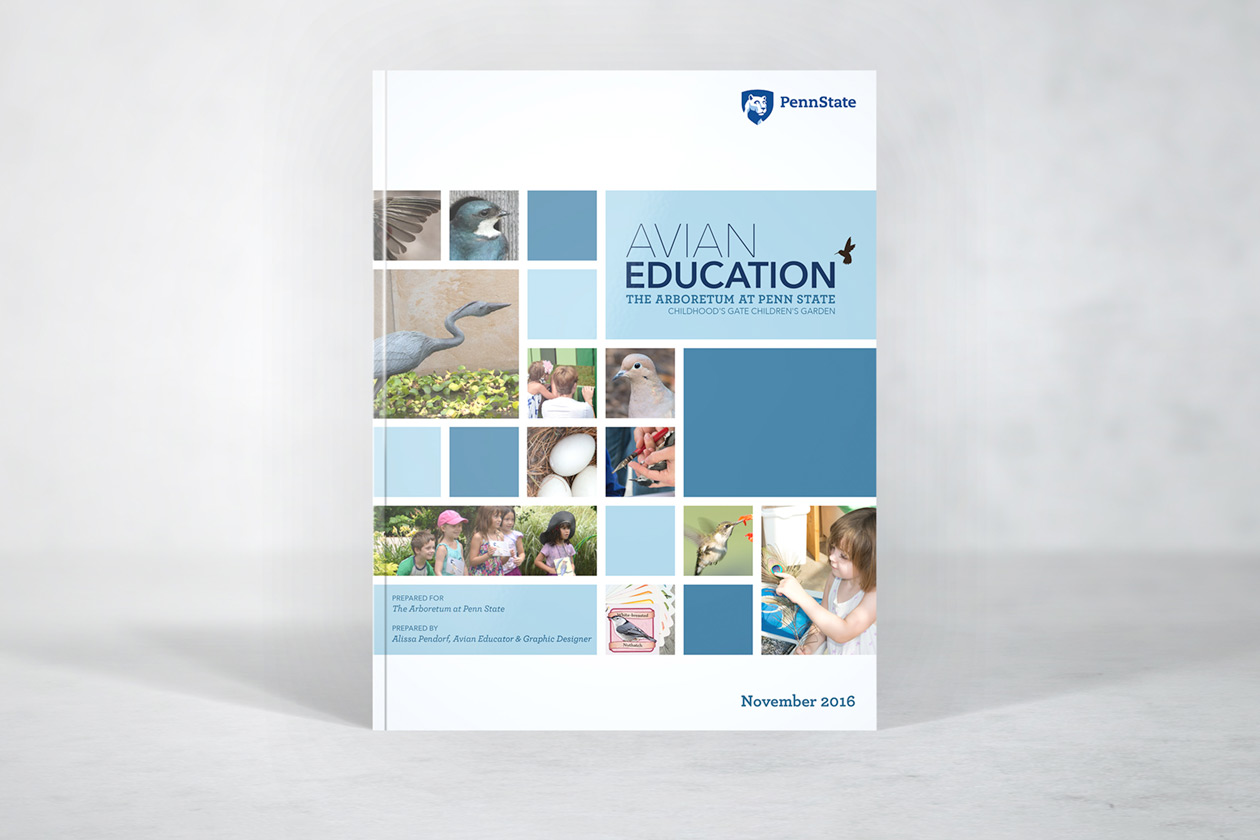 PennState
AVIAN
EDUCATION
THE ARBORETUM AT PENN STATE
CHILDHOOD'S GATE CHILDREN'S GARDEN
PREPARED FOR
The Arboretum at Penn State
PREPARED BY
Alissa Pendorf, Avian Educator & Graphic Designer
Nuthatch
November 2016